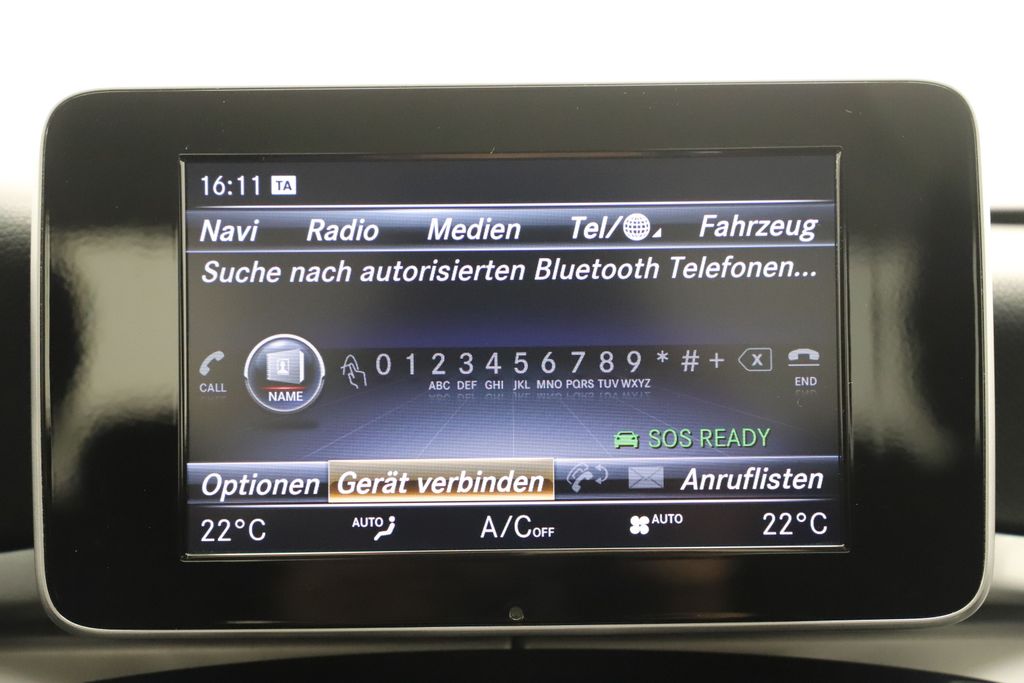 16:11 TA
Navi Radio Medien Tel/ Fahrzeug
Suche nach autorisierten Bluetooth Telefonen...
CALL NAME 0 1 2 3 4 5 6 7 8 9 * # + X END
ABC DEF GHI JKL MNO PQRS TUV WXYZ
SOS READY
Optionen Gerät verbinden Anruflisten
22°C AUTO A/C OFF AUTO 22°C